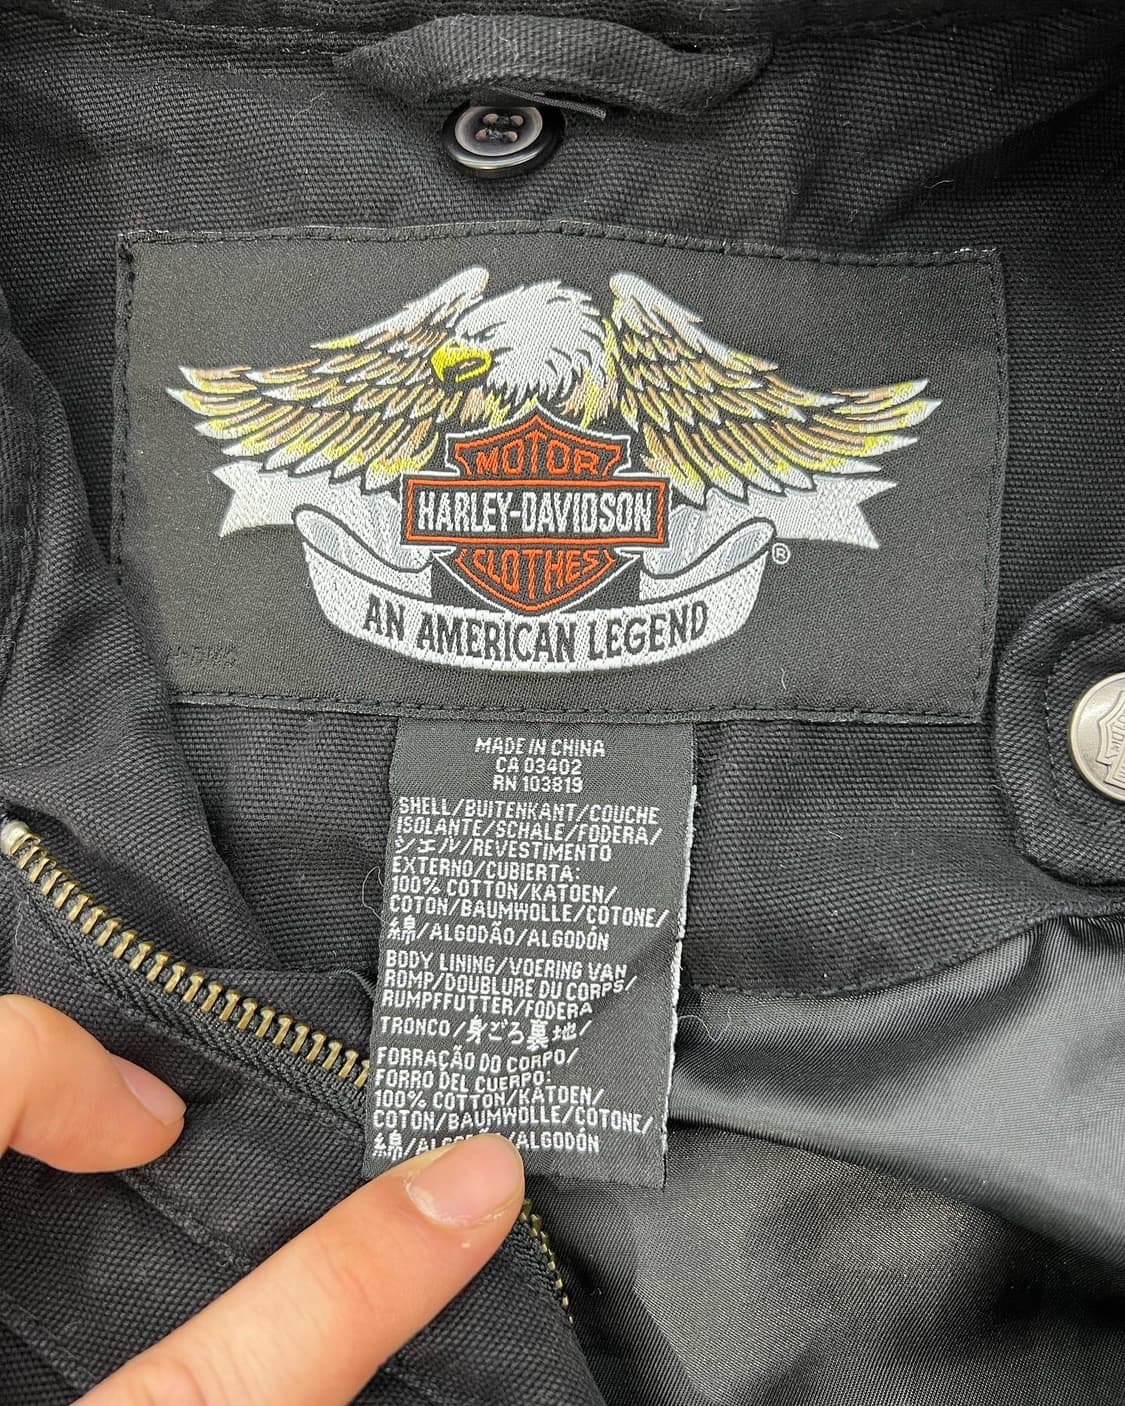 MOTOR
HARLEY-DAVIDSON
CLOTHES
®
AN AMERICAN LEGEND
MADE IN CHINA
CA 03402
RN 103819
SHELL/BUITENKANT/COUCHE
ISOLANTE/SCHALE/FODERA/
シェル/REVESTIMENTO
EXTERNO/CUBIERTA:
100% COTTON/KATOEN/
COTON/BAUMWOLLE/COTONE/
綿/ALGODÃO/ALGODÓN
BODY LINING/VOERING VAN
ROMP/DOUBLURE DU CORPS/
RUMPFFUTTER/FODERA
TRONCO/身ごろ裏地/
FORRAÇÃO DO CORPO/
FORRO DEL CUERPO:
100% COTTON/KATOEN/
COTON/BAUMWOLLE/COTONE/
綿/ALGODÃO/ALGODÓN